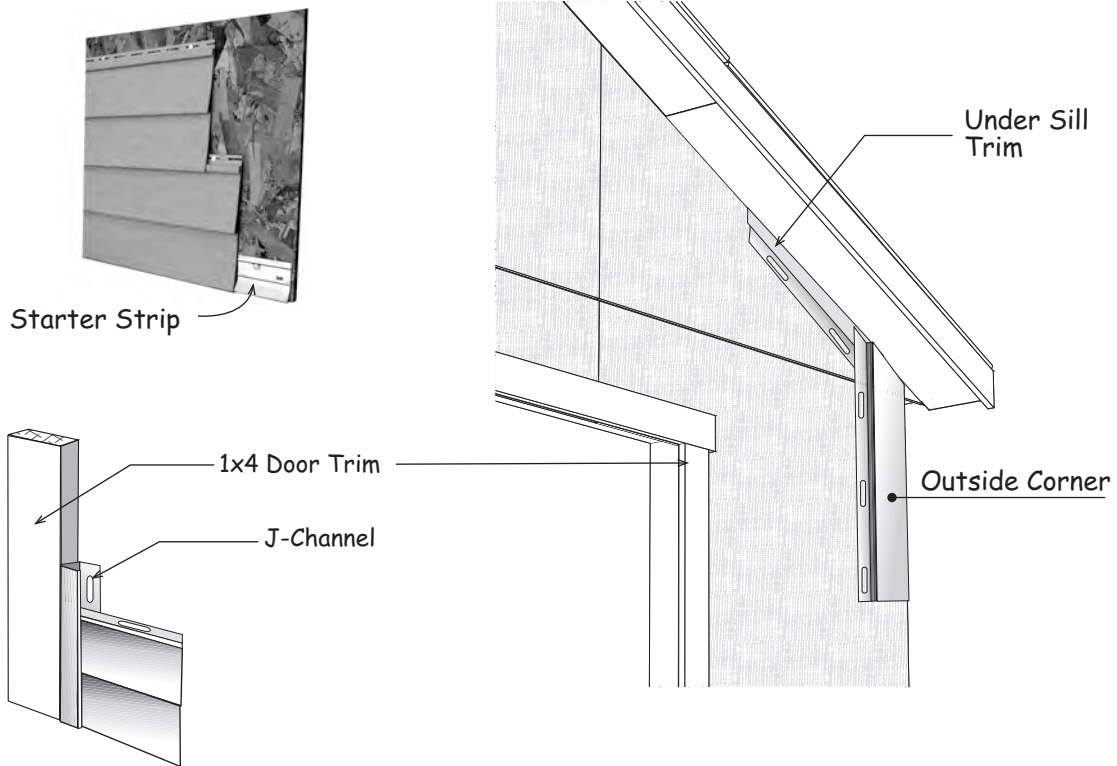 Starter Strip
Under Sill
Trim
1x4 Door Trim
J-Channel
Outside Corner